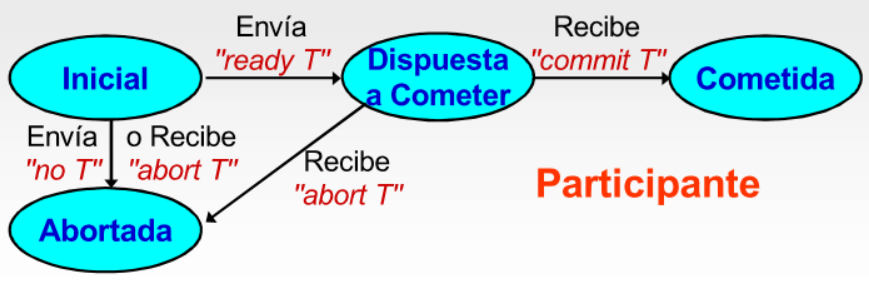 Envía
"ready T"
Recibe
"commit T"
Inicial
Dispuesta
a Cometer
Cometida
Envía o Recibe
"no T" "abort T"
Recibe
"abort T"
Participante
Abortada